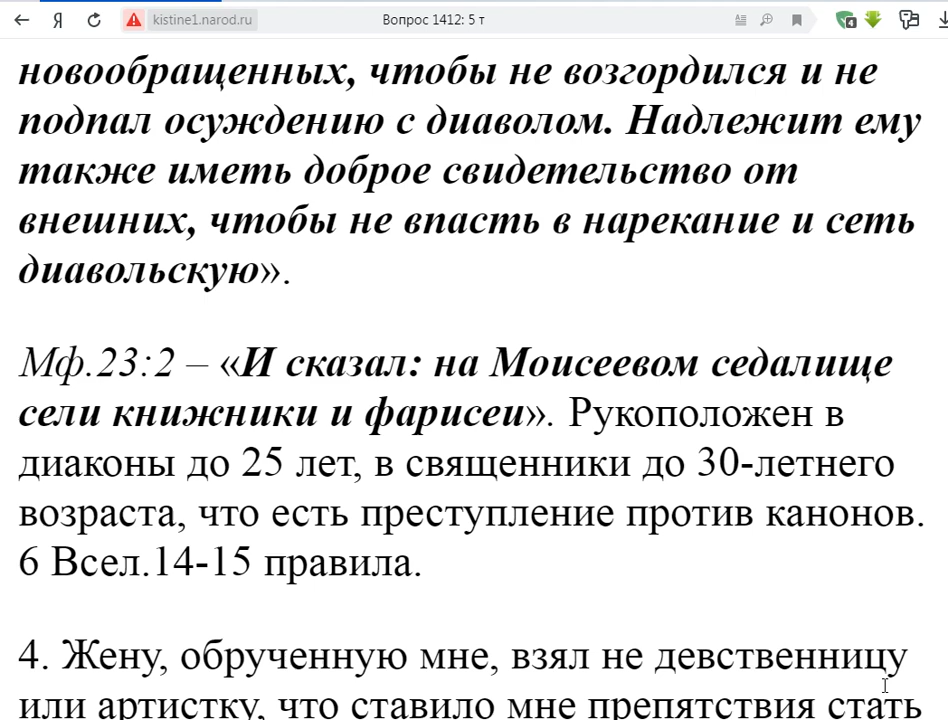 kistine1.narod.ru
Вопрос 1412: 5 т
4
новообращенных, чтобы не возгордился и не
подпал осуждению с диаволом. Надлежит ему
также иметь доброе свидетельство от
внешних, чтобы не впасть в нарекание и сеть
диавольскую».
Мф.23:2 – «И сказал: на Моисеевом седалище
сели книжники и фарисеи». Рукоположен в
диаконы до 25 лет, в священники до 30-летнего
возраста, что есть преступление против канонов.
6 Всел.14-15 правила.
4. Жену, обрученную мне, взял не девственницу
или артистку, что ставило мне препятствия стать